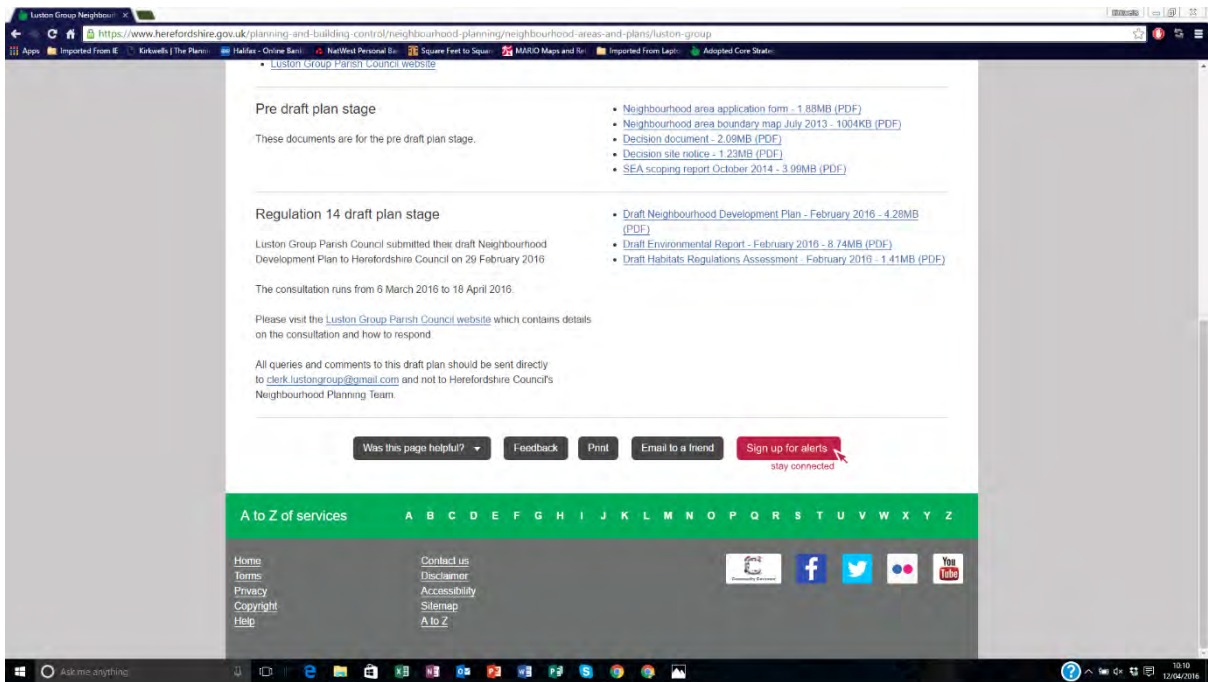 Luston Group Neighbour
https://www.herefordshire.gov.uk/planning-and-building-control/neighbourhood-planning/neighbourhood-areas-and-plans/luston-group
Apps Imported From IE Kirkwells | The Plannin Halifax - Online Bank NatWest Personal Ba Square Feet to Square MARIO Maps and Rel Imported From Lapto Adopted Core Strate
Luston Group Parish Council website
Pre draft plan stage
These documents are for the pre draft plan stage.
Neighbourhood area application form - 1.88MB (PDF)
Neighbourhood area boundary map July 2013 - 1004KB (PDF)
Decision document - 2.09MB (PDF)
Decision site notice - 1.23MB (PDF)
SEA scoping report October 2014 - 3.99MB (PDF)
Regulation 14 draft plan stage
Luston Group Parish Council submitted their draft Neighbourhood
Development Plan to Herefordshire Council on 29 February 2016
The consultation runs from 6 March 2016 to 18 April 2016.
Please visit the Luston Group Parish Council website which contains details
on the consultation and how to respond
All queries and comments to this draft plan should be sent directly
to clerk.lustongroup@gmail.com and not to Herefordshire Council's
Neighbourhood Planning Team.
Draft Neighbourhood Development Plan - February 2016 - 4.28MB
(PDF)
Draft Environmental Report - February 2016 - 8.74MB (PDF)
Draft Habitats Regulations Assessment - February 2016 - 1.41MB (PDF)
Was this page helpful? Feedback Print Email to a friend Sign up for alerts
stay connected
A to Z of services A B C D E F G H I J K L M N O P Q R S T U V W X Y Z
Home
Terms
Privacy
Copyright
Help
Contact us
Disclaimer
Accessibility
Sitemap
A to Z
You
Tube
Ask me anything
10:10
12/04/2016